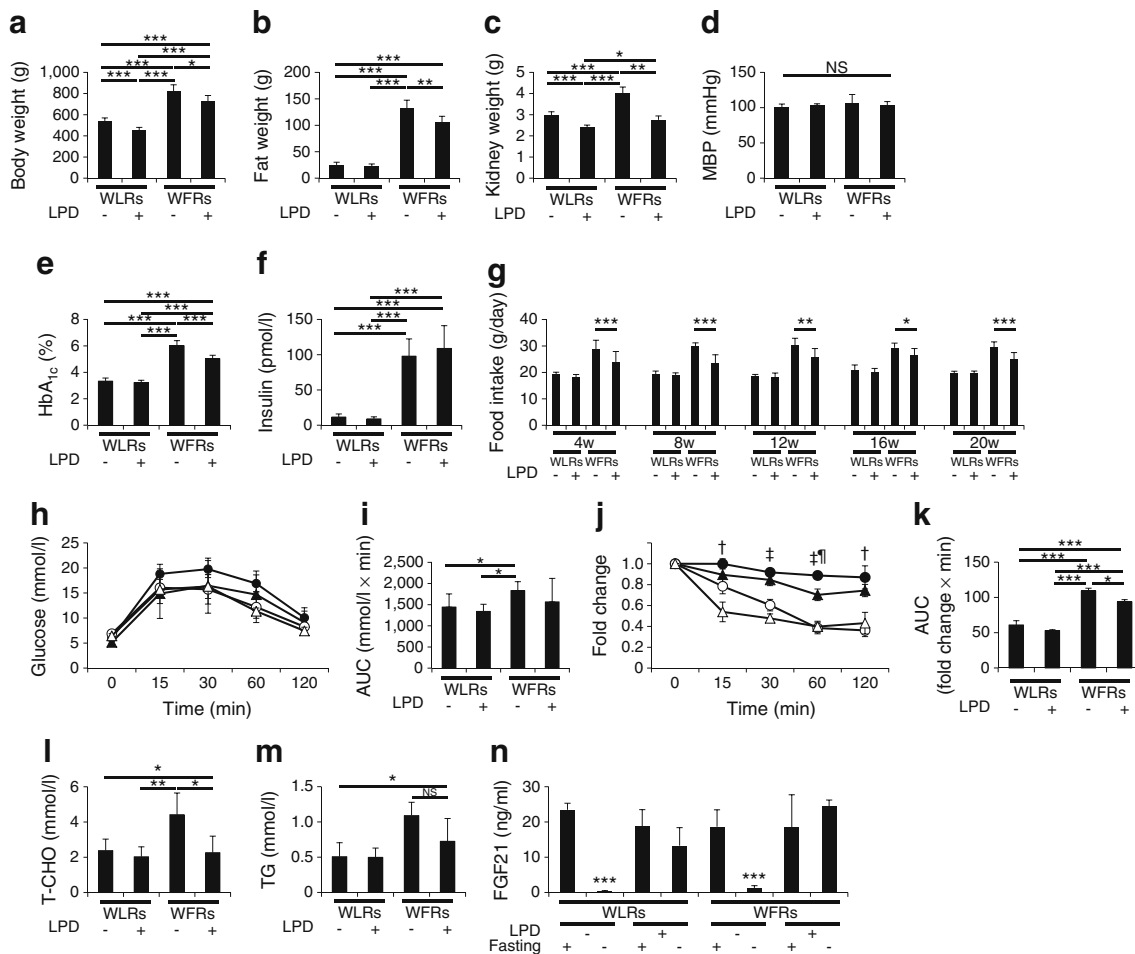 a
Body weight (g)
1,000
800
600
400
200
0
***
***
***
*
***
***
WLRs
WFRs
LPD
-
+
-
+
b
Fat weight (g)
200
150
100
50
0
***
***
***
**
WLRs
WFRs
-
+
-
+
c
Kidney weight (g)
5
4
3
2
1
0
*
***
**
***
***
WLRs
WFRs
LPD
-
+
-
+
d
MBP (mmHg)
150
100
50
0
NS
WLRs
WFRs
LPD
-
+
-
+
e
HbA1c (%)
8
6
4
2
0
***
***
***
***
***
WLRs
WFRs
LPD
-
+
-
+
f
Insulin (pmol/l)
150
100
50
0
***
***
***
***
WLRs
WFRs
LPD
-
+
-
+
g
Food intake (g/day)
40
30
20
10
0
***
***
**
*
***
4w
8w
12w
16w
20w
WLRs WFRs
WLRs WFRs
WLRs WFRs
WLRs WFRs
WLRs WFRs
LPD
- + - +
- + - +
- + - +
- + - +
- + - +
h
Glucose (mmol/l)
25
20
15
10
5
0
0 15 30 60 120
Time (min)
i
AUC (mmol/l × min)
2,500
2,000
1,500
1,000
500
0
*
*
WLRs
WFRs
LPD
-
+
-
+
j
Fold change
1.2
1.0
0.8
0.6
0.4
0.2
0
†
‡
‡¶
†
0 15 30 60 120
Time (min)
k
AUC
(fold change × min)
150
100
50
0
***
***
***
***
*
WLRs
WFRs
LPD
-
+
-
+
l
T-CHO (mmol/l)
6
4
2
0
*
**
*
WLRs
WFRs
LPD
-
+
-
+
m
TG (mmol/l)
1.5
1.0
0.5
0.0
*
NS
WLRs
WFRs
LPD
-
+
-
+
n
FGF21 (ng/ml)
30
20
10
0
***
***
WLRs
WFRs
LPD
-
+
-
+
Fasting
+ - + - + - + -